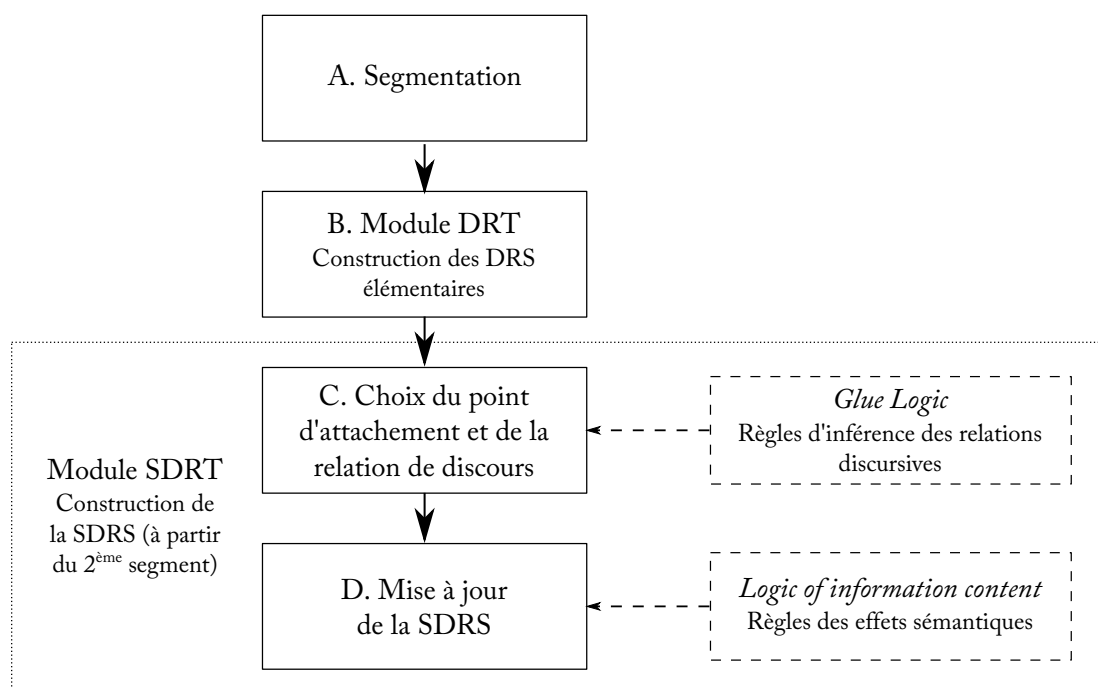 A. Segmentation
B. Module DRT
Construction des DRS
élémentaires
C. Choix du point
d'attachement et de la
relation de discours
Glue Logic
Règles d'inférence des relations
discursives
Module SDRT
Construction de
la SDRS (à partir
du 2ème segment)
D. Mise à jour
de la SDRS
Logic of information content
Règles des effets sémantiques